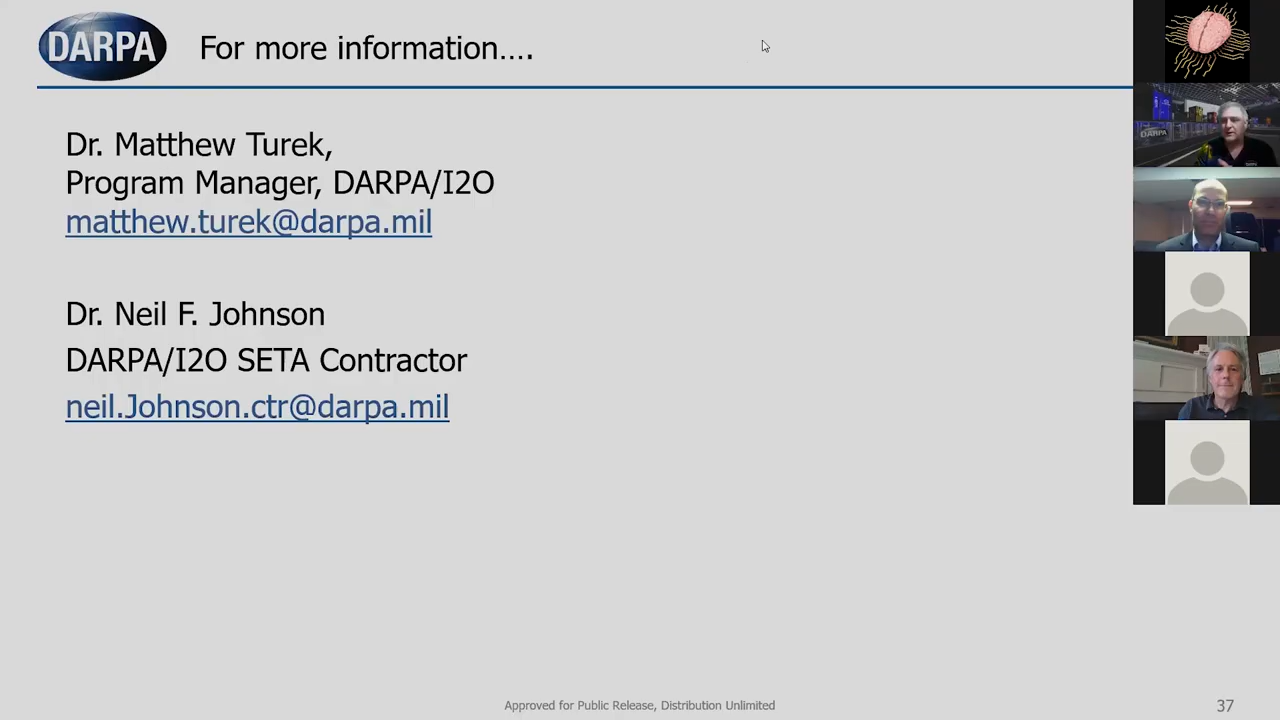 DARPA
For more information....
Dr. Matthew Turek,
Program Manager, DARPA/I2O
matthew.turek@darpa.mil
Dr. Neil F. Johnson
DARPA/I2O SETA Contractor
neil.Johnson.ctr@darpa.mil
DARPA
Approved for Public Release, Distribution Unlimited
37